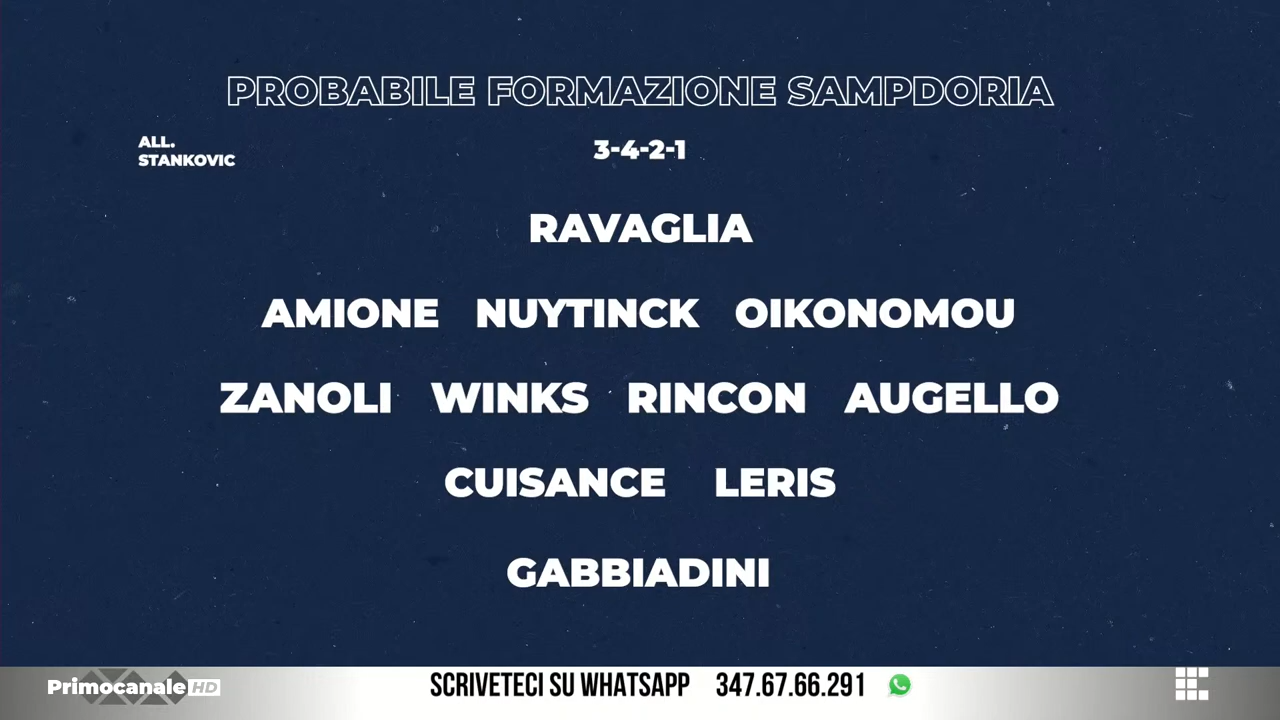 PROBABILE FORMAZIONE SAMPDORIA
ALL.
STANKOVIC
3-4-2-1
RAVAGLIA
AMIONE NUYTINCK OIKONOMOU
ZANOLI WINKS RINCON AUGELLO
CUISANCE LERIS
GABBIADINI
Primocanale HD SCRIVETECI SU WHATSAPP 347.67.66.291